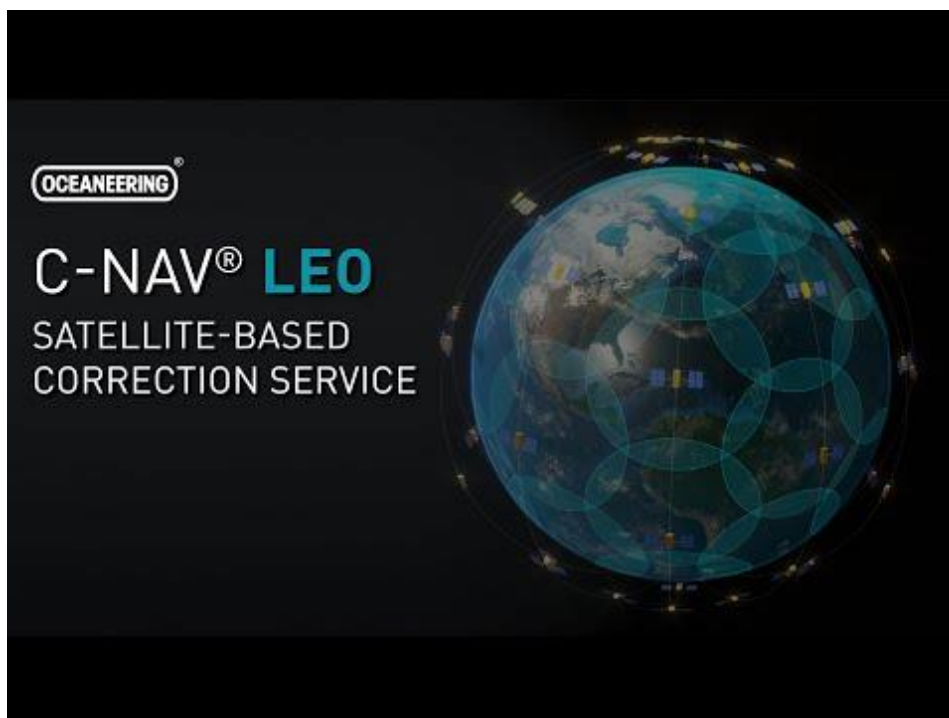 OCEANEERING®
C-NAV® LEO
SATELLITE-BASED
CORRECTION SERVICE